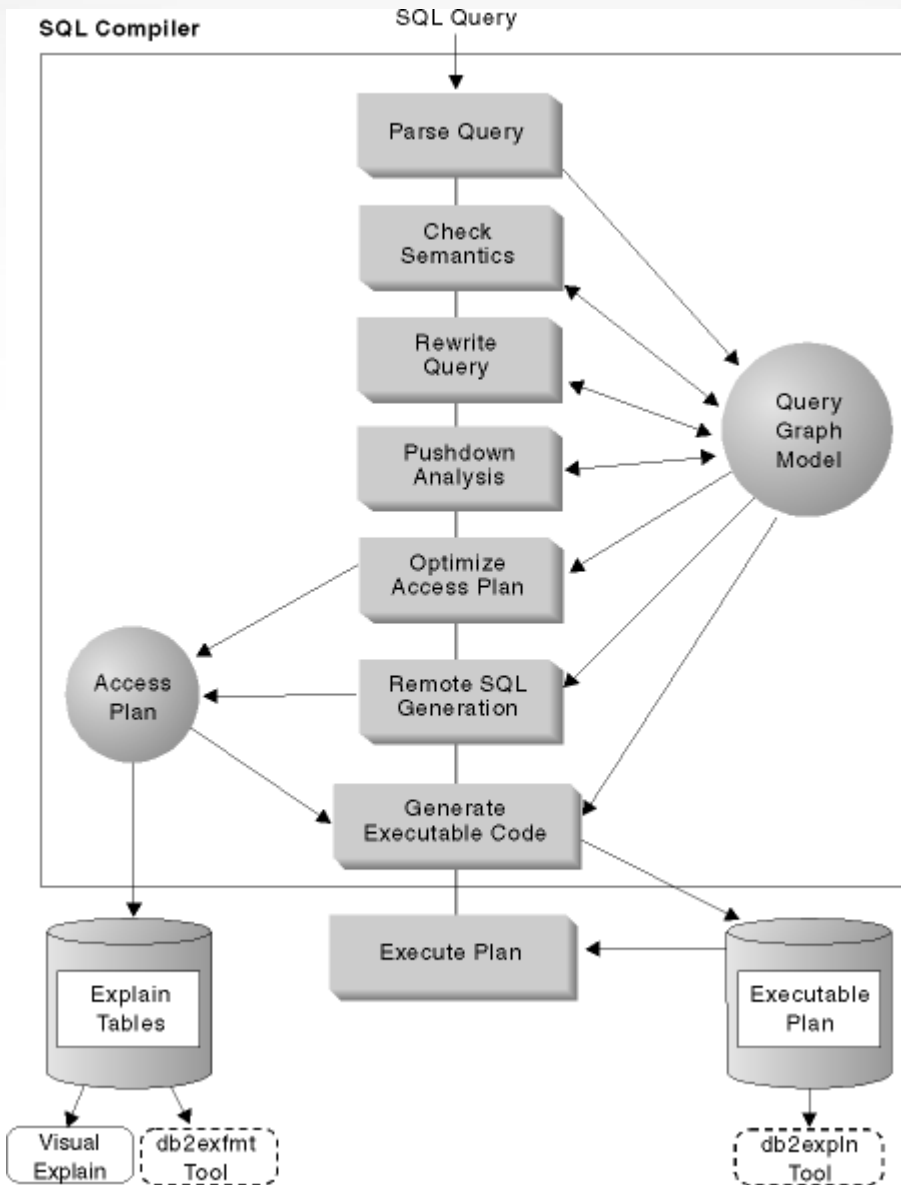 SQL Query
SQL Compiler
Parse Query
Check
Semantics
Rewrite
Query
Query
Graph
Model
Pushdown
Analysis
Optimize
Access Plan
Access
Plan
Remote SQL
Generation
Generate
Executable Code
Execute Plan
Explain
Tables
Executable
Plan
Visual
Explain
db2exfmt
Tool
db2expln
Tool